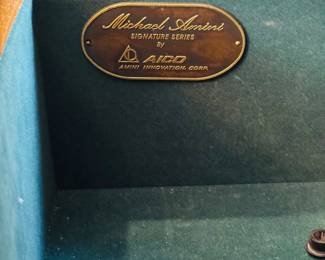 Michael Amini
SIGNATURE SERIES
By
AICO
AMINI INNOVATION, CORP.